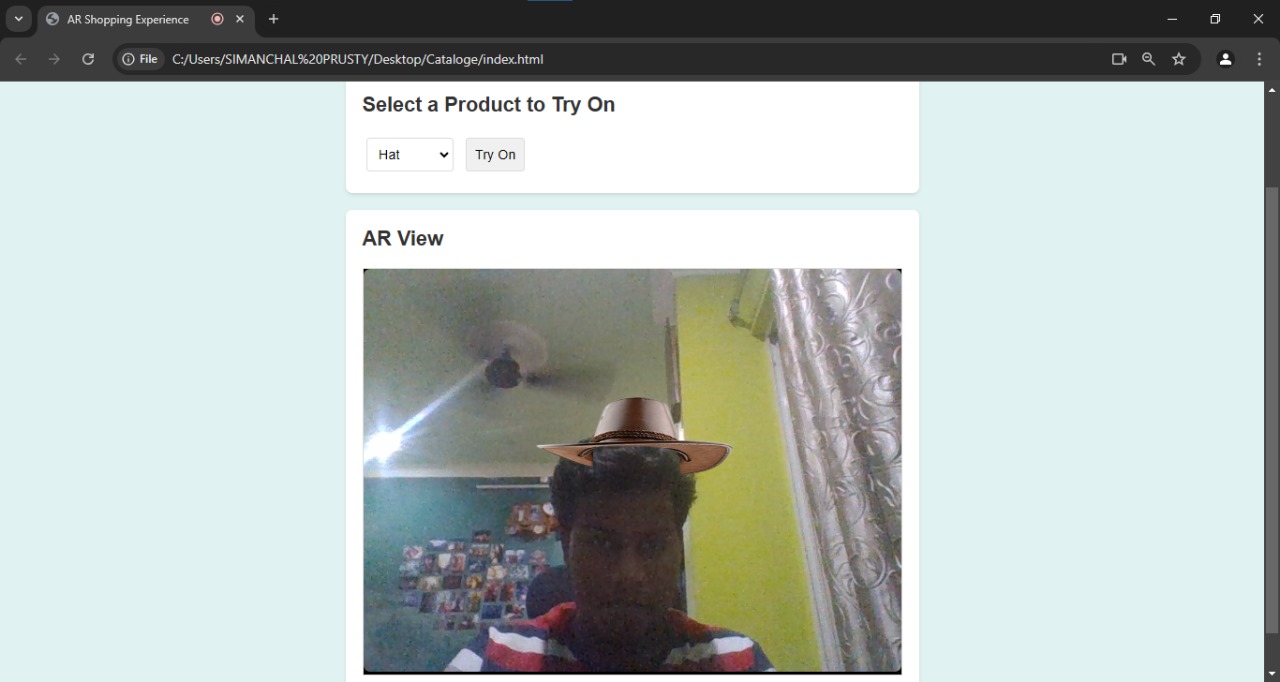 AR Shopping Experience
File
C:/Users/SIMANCHAL%20PRUSTY/Desktop/Cataloge/index.html
Select a Product to Try On
Hat
Try On
AR View